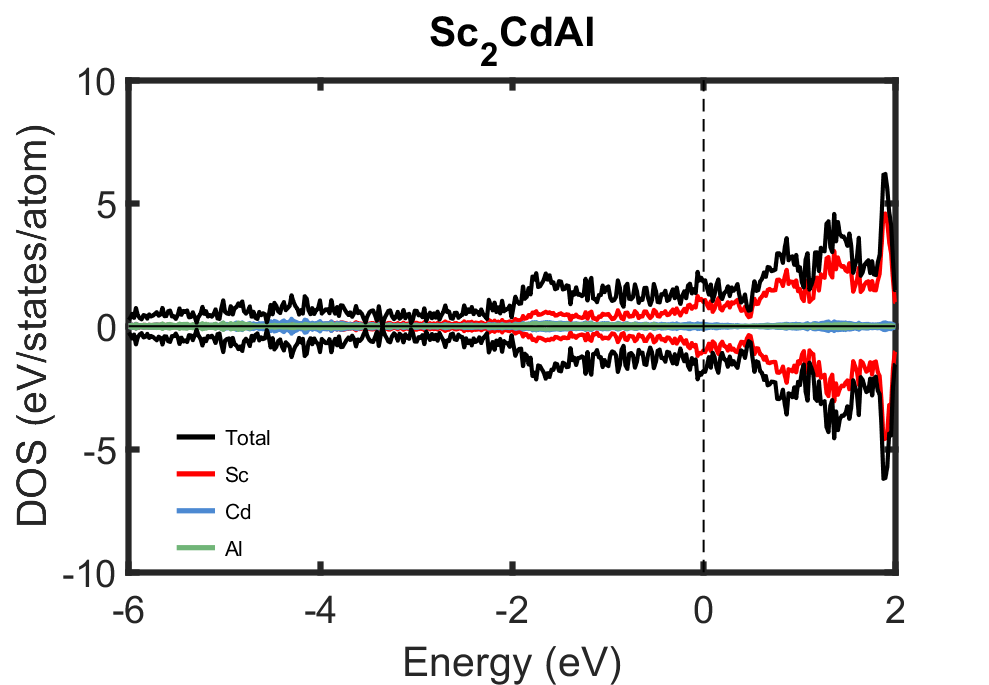 Sc₂CdAl
10
5
0
-5
-10
DOS (eV/states/atom)
Total
Sc
Cd
Al
-6 -4 -2 0 2
Energy (eV)